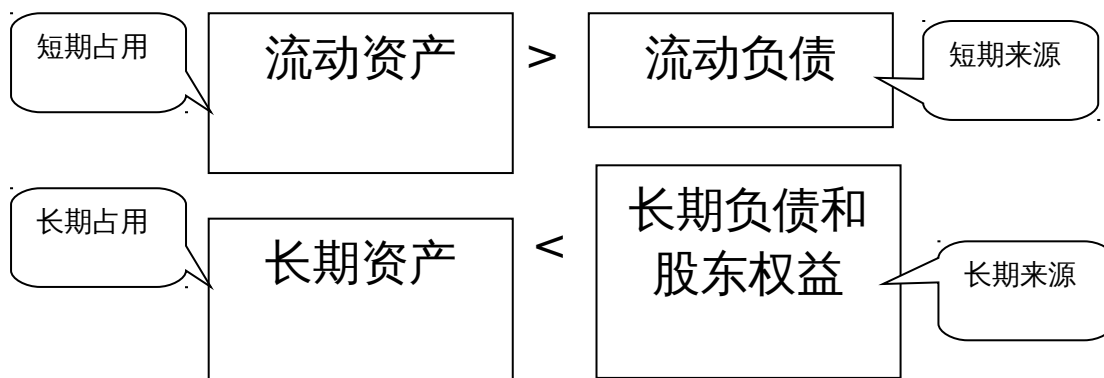 短期占用
流动资产
>
流动负债
短期来源
长期占用
长期资产
<
长期负债和
股东权益
长期来源